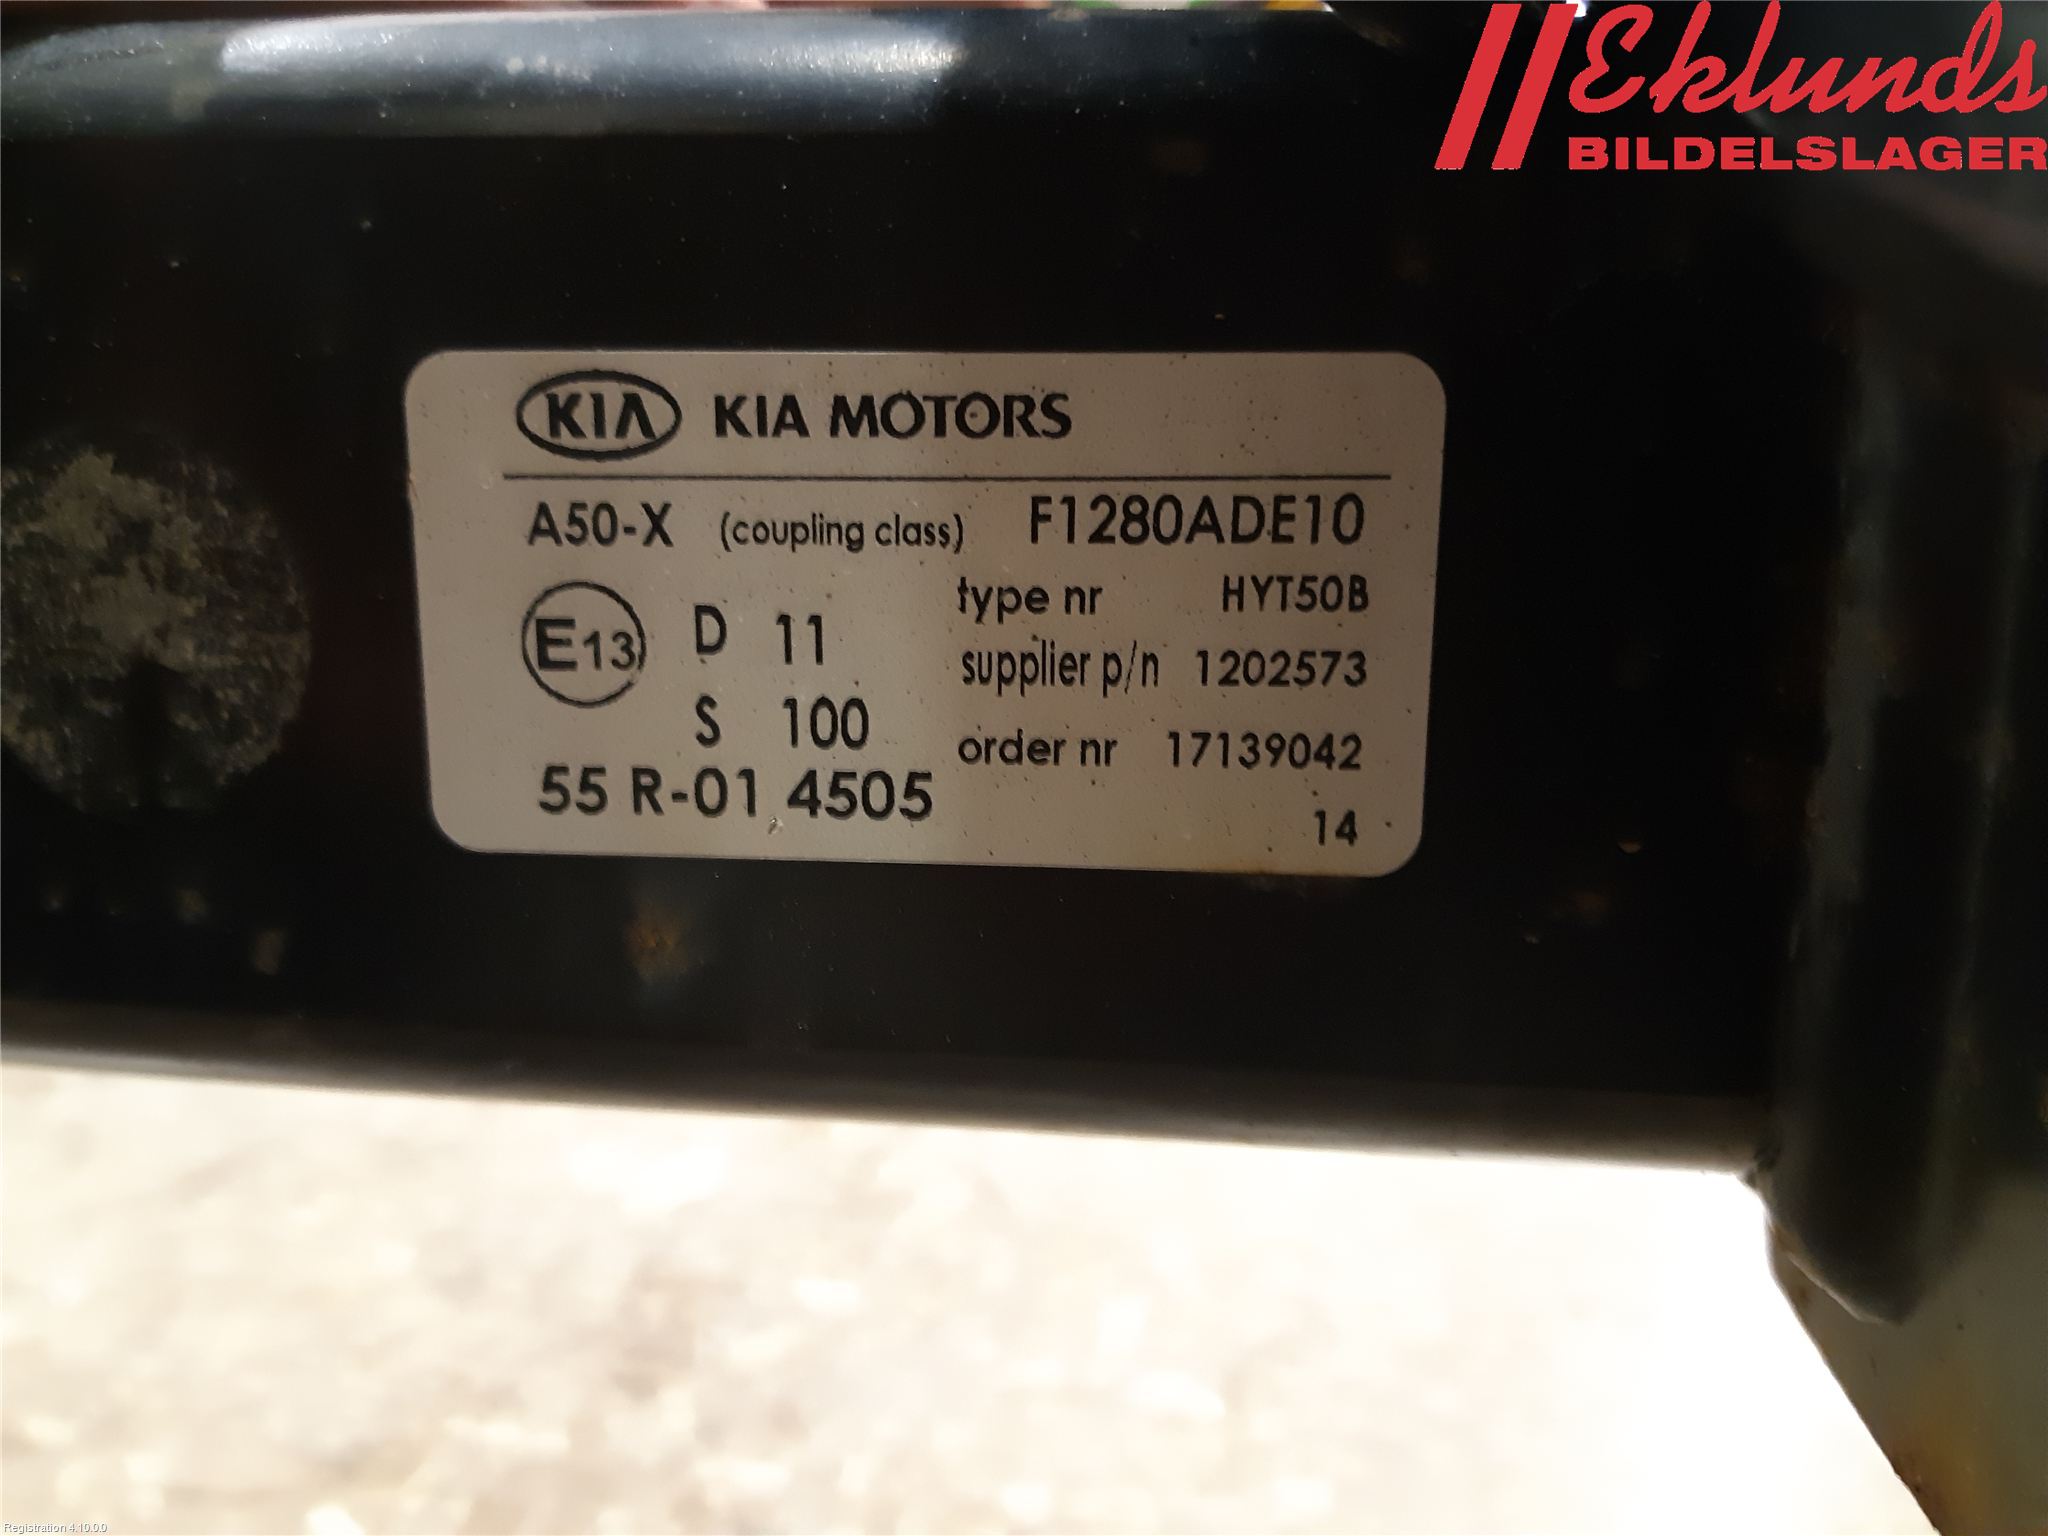 Eklunds
BILDELSLAGER
KIA KIA MOTORS
A50-X (coupling class) F1280ADE10
type nr HYT50B
E13 D 11
supplier p/n 1202573
S 100
order nr 17139042
55 R-01 4505
14
Registration 4.10.0.0